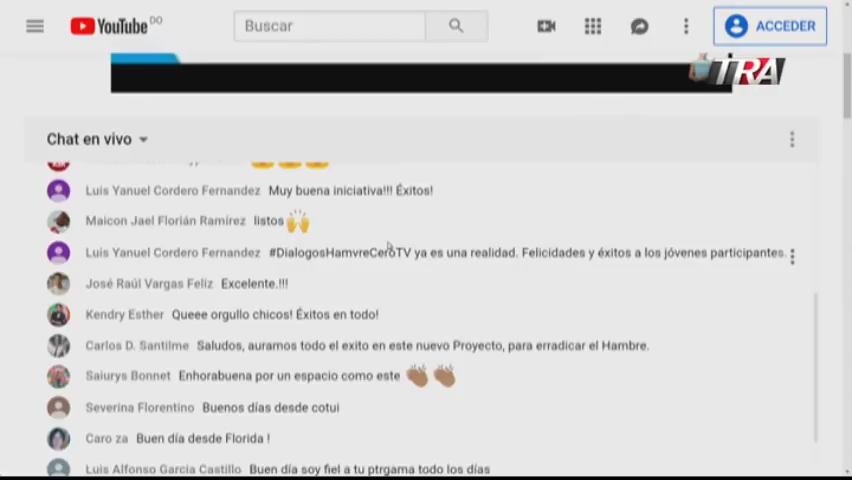 YouTube DO
Buscar
ACCEDER
TRA
Chat en vivo
Luis Yanuel Cordero Fernandez Muy buena iniciativa!!! Éxitos!
Maicon Jael Florián Ramírez listos
Luis Yanuel Cordero Fernandez #DialogosHamvreCeroTV ya es una realidad. Felicidades y éxitos a los jóvenes participantes.
José Raúl Vargas Feliz Excelente.!!!
Kendry Esther Queee orgullo chicos! Éxitos en todo!
Carlos D. Santilme Saludos, auramos todo el exito en este nuevo Proyecto, para erradicar el Hambre.
Saiurys Bonnet Enhorabuena por un espacio como este
Severina Florentino Buenos días desde cotui
Caro za Buen día desde Florida !
Luis Alfonso Garcia Castillo Buen día soy fiel a tu ptrgama todo los días